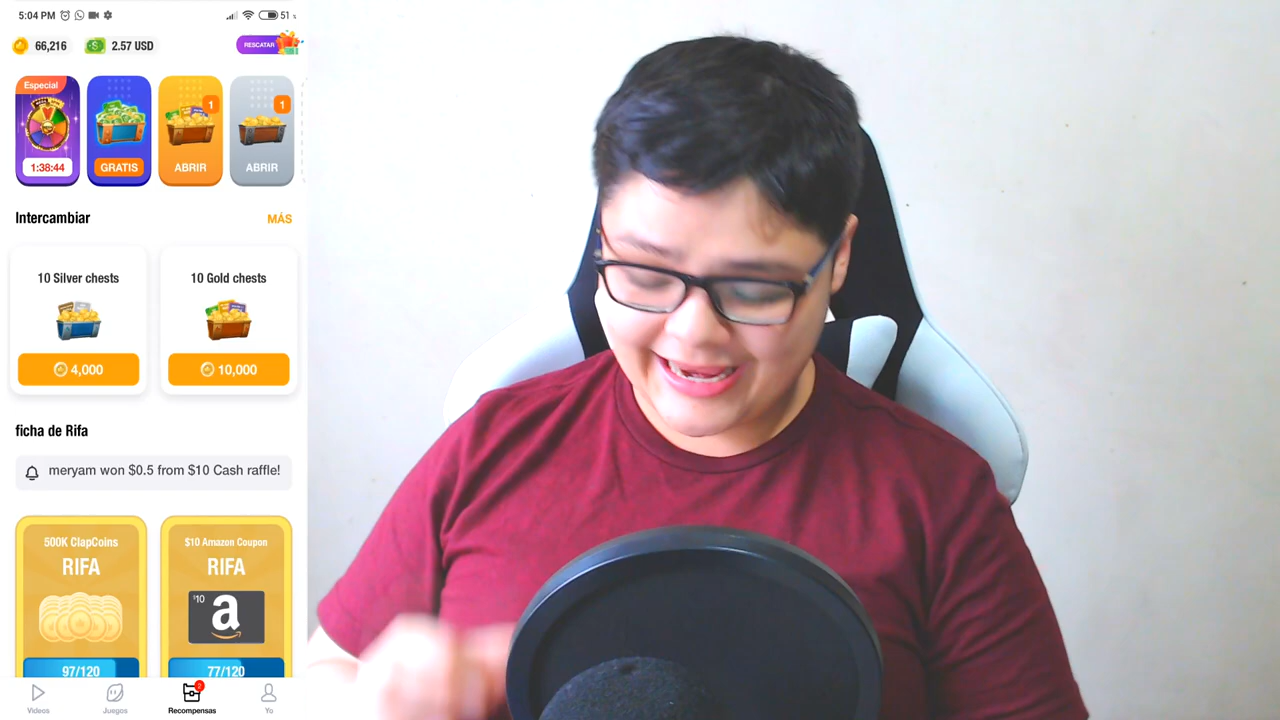 5:04 PM
51
66,216
2.57 USD
RESCATAR
Especial
1:38:44
GRATIS
1
ABRIR
1
ABRIR
Intercambiar
MÁS
10 Silver chests
10 Gold chests
4,000
10,000
ficha de Rifa
meryam won $0.5 from $10 Cash raffle!
500K ClapCoins
RIFA
$10 Amazon Coupon
RIFA
$10
a
97/120
77/120
2
Videos
Juegos
Recompensas
Yo